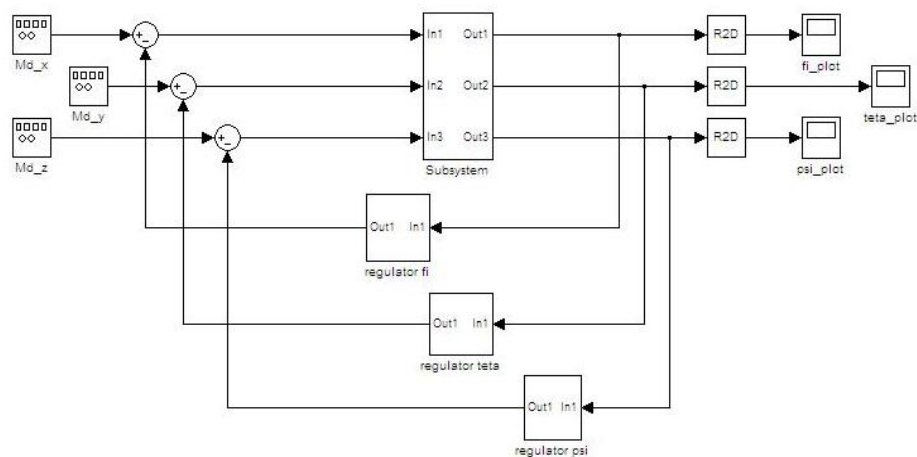 Md_x
In1
Out1
R2D
fi_plot
Md_y
In2
Out2
R2D
teta_plot
Md_z
In3
Out3
R2D
psi_plot
Subsystem
Out1
In1
regulator fi
Out1
In1
regulator teta
Out1
In1
regulator psi